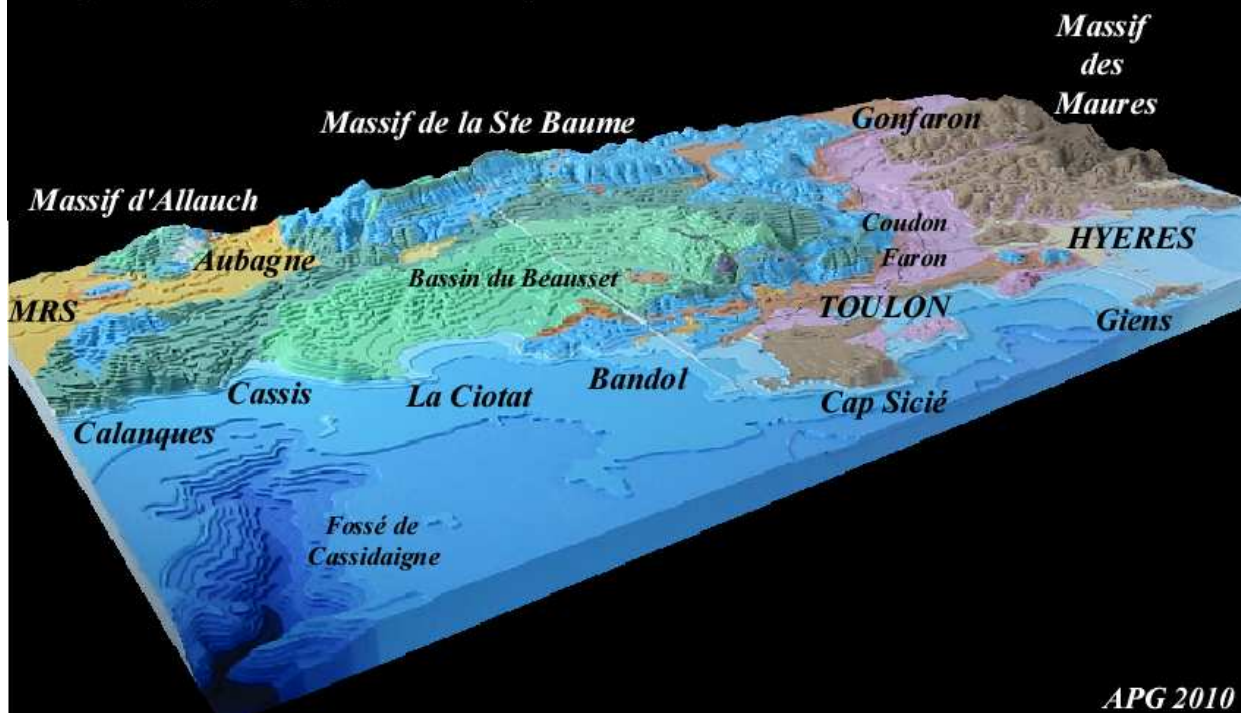 Massif
des
Maures
Gonfaron
Massif de la Ste Baume
Massif d'Allauch
Aubagne
Coudon
Faron
HYERES
Bassin du Beausset
MRS
TOULON
Giens
Bandol
Cassis
La Ciotat
Cap Sicié
Calanques
Fossé de
Cassidaigne
APG 2010